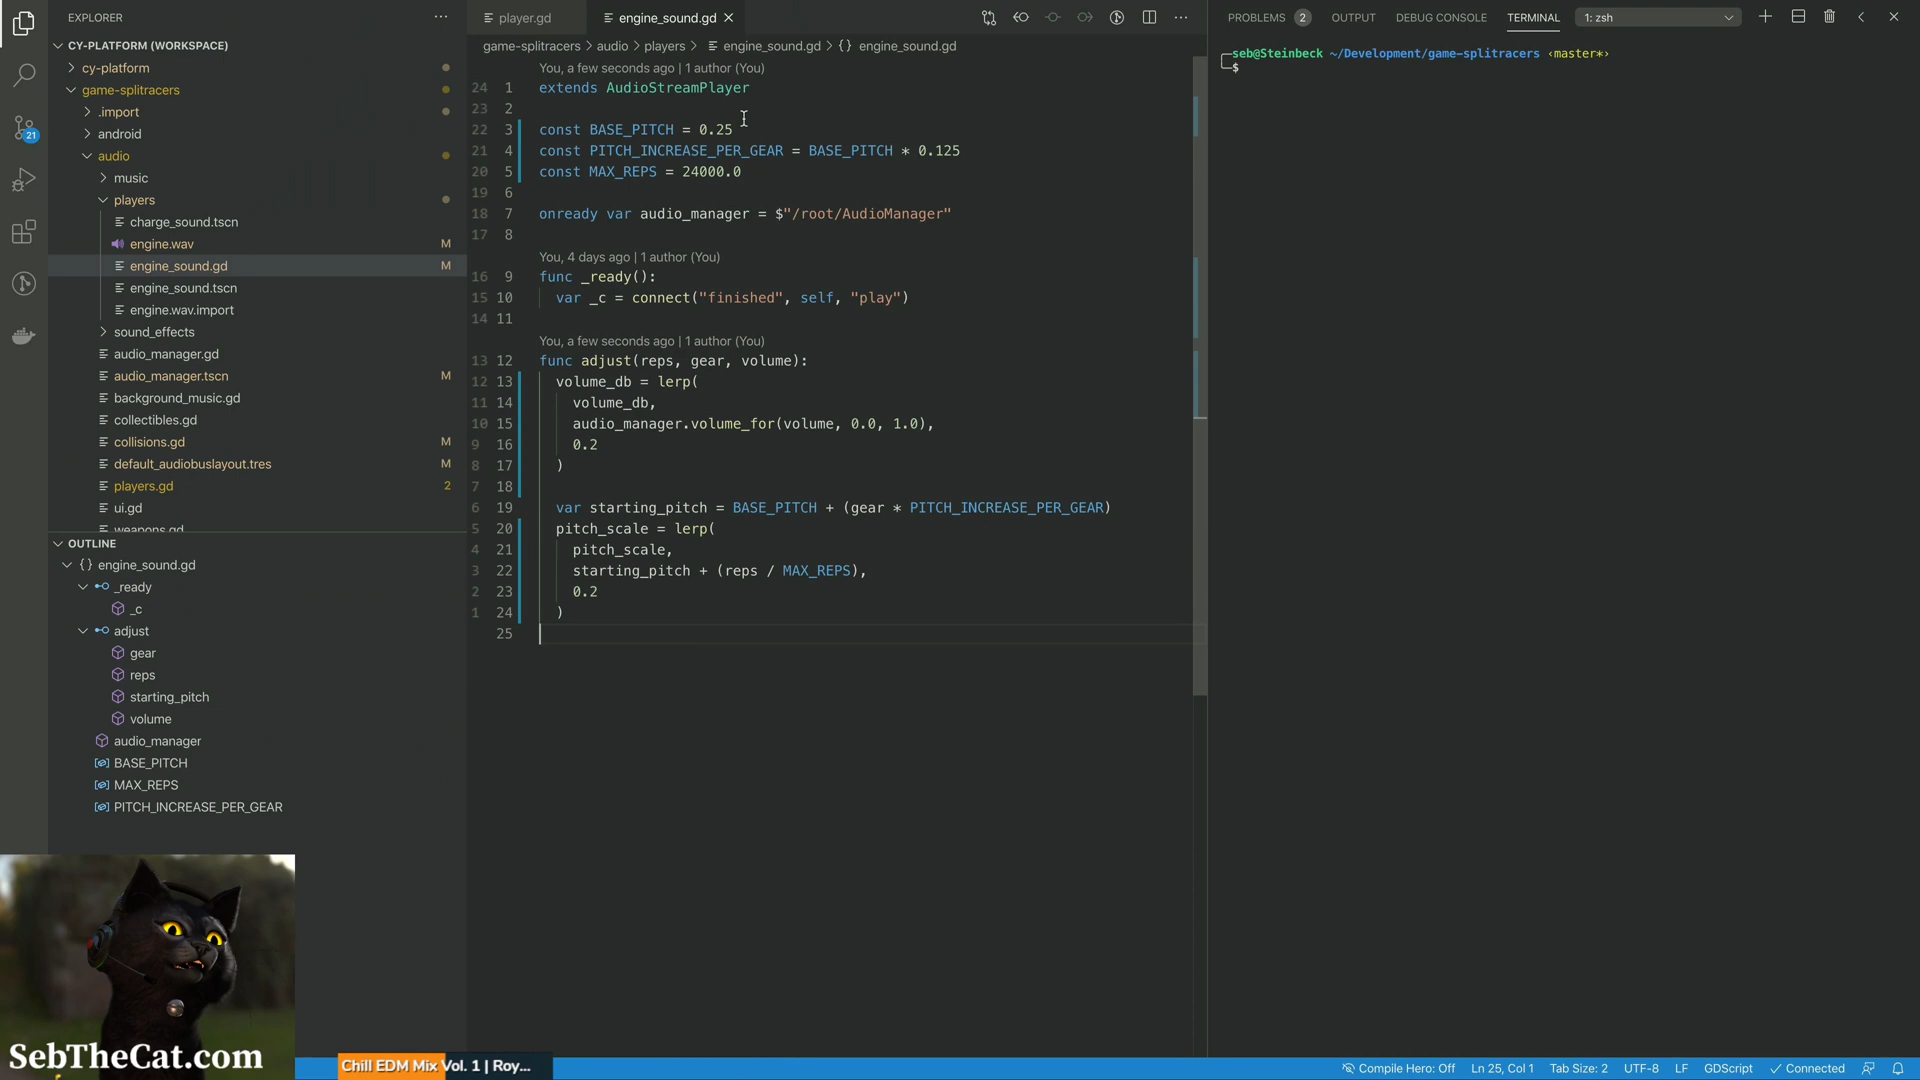 EXPLORER
CY-PLATFORM (WORKSPACE)
cy-platform
game-splitracers
.import
android
audio
music
players
charge_sound.tscn
engine.wav M
engine_sound.gd M
engine_sound.tscn
engine.wav.import
sound_effects
audio_manager.gd
audio_manager.tscn M
background_music.gd
collectibles.gd
collisions.gd M
default_audiobuslayout.tres M
players.gd 2
ui.gd
weapons.gd
21
OUTLINE
{} engine_sound.gd
_ready
_c
adjust
gear
reps
starting_pitch
volume
audio_manager
BASE_PITCH
MAX_REPS
PITCH_INCREASE_PER_GEAR
SebTheCat.com
Chill EDM Mix Vol. 1 | Roy...
player.gd
engine_sound.gd
game-splitracers > audio > players > engine_sound.gd > {} engine_sound.gd
You, a few seconds ago | 1 author (You)
24 1 extends AudioStreamPlayer
23 2
22 3 const BASE_PITCH = 0.25
21 4 const PITCH_INCREASE_PER_GEAR = BASE_PITCH * 0.125
20 5 const MAX_REPS = 24000.0
19 6
18 7 onready var audio_manager = $"/root/AudioManager"
17 8
You, 4 days ago | 1 author (You)
16 9 func _ready():
15 10 var _c = connect("finished", self, "play")
14 11
You, a few seconds ago | 1 author (You)
13 12 func adjust(reps, gear, volume):
12 13 volume_db = lerp(
11 14 volume_db,
10 15 audio_manager.volume_for(volume, 0.0, 1.0),
9 16 0.2
8 17 )
7 18
6 19 var starting_pitch = BASE_PITCH + (gear * PITCH_INCREASE_PER_GEAR)
5 20 pitch_scale = lerp(
4 21 pitch_scale,
3 22 starting_pitch + (reps / MAX_REPS),
2 23 0.2
1 24 )
25
PROBLEMS 2 OUTPUT DEBUG CONSOLE TERMINAL 1: zsh
seb@Steinbeck ~/Development/game-splitracers ‹master*›
$
Compile Hero: Off Ln 25, Col 1 Tab Size: 2 UTF-8 LF GDScript Connected